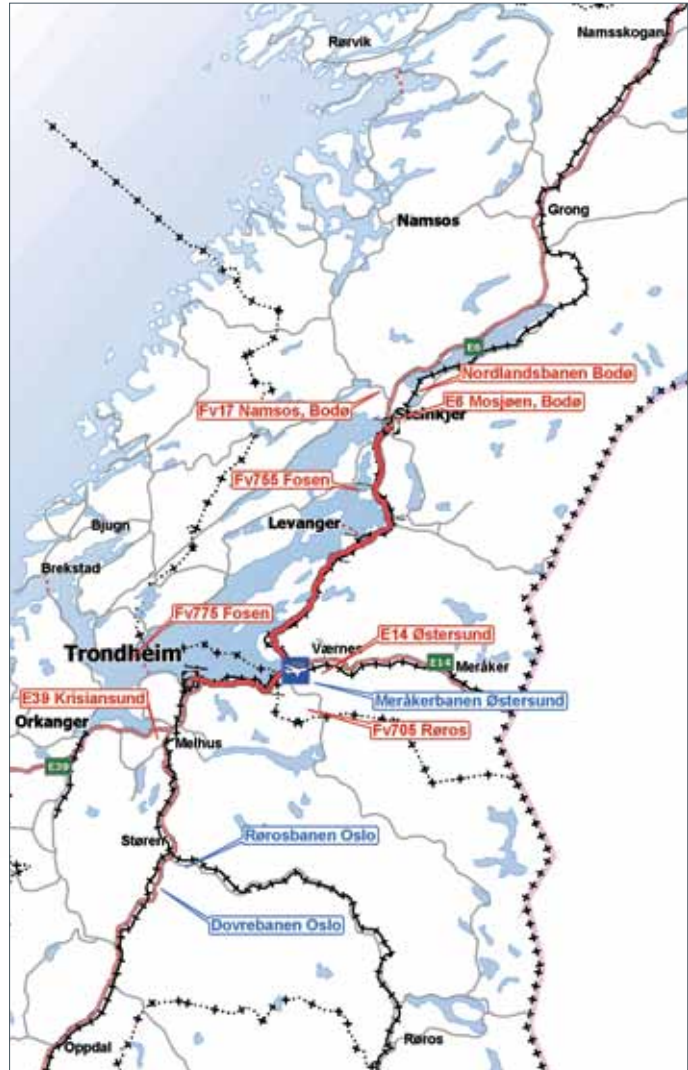 Namsskogan
Rørvik
Grong
Namsos
E6
Nordlandsbanen Bodø
Fv17 Namsos, Bodø
E6 Mosjøen, Bodø
Steinkjer
Fv755 Fosen
Levanger
Bjugn
Brekstad
Fv775 Fosen
Værnes
E14 Østersund
Trondheim
E14
Meråker
E39 Krisiansund
Meråkerbanen Østersund
Orkanger
Fv705 Røros
Melhus
E39
Støren
Rørosbanen Oslo
Dovrebanen Oslo
Røros
Oppdal